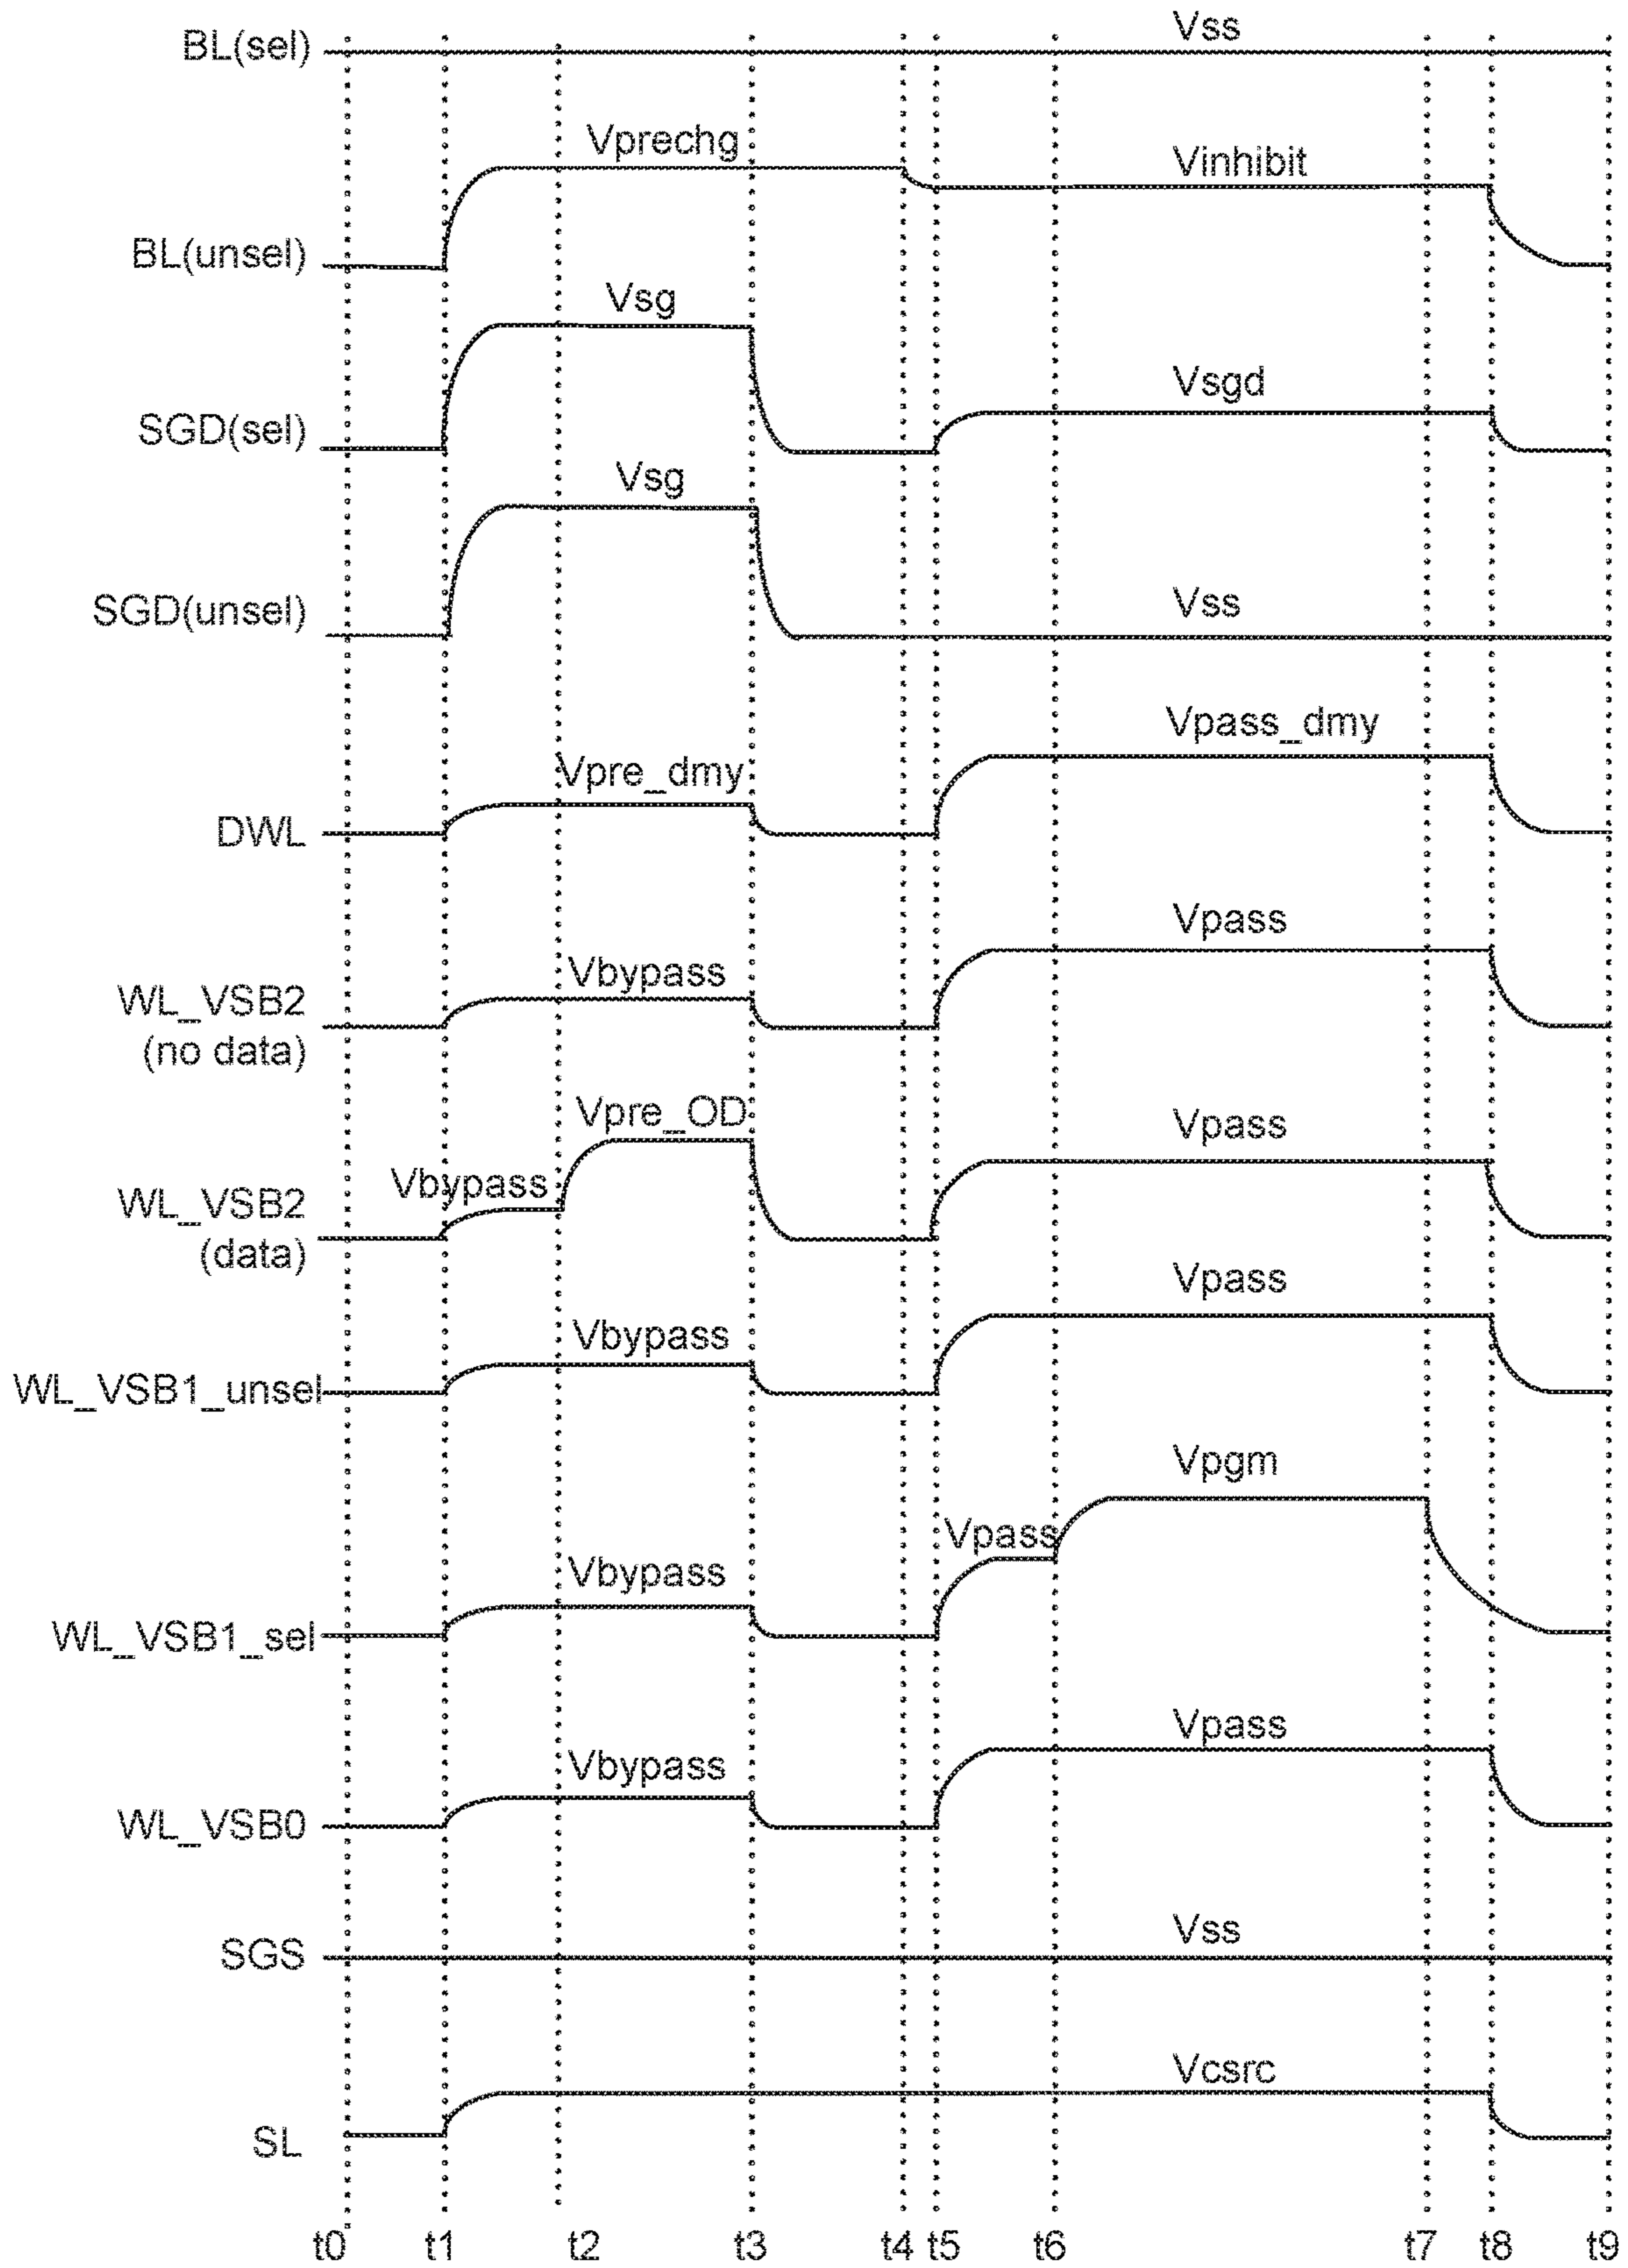 BL(sel)
Vss
Vprechg
Vinhibit
BL(unsel)
Vsg
Vsgd
SGD(sel)
Vsg
Vss
SGD(unsel)
Vpass_dmy
Vpre_dmy
DWL
Vpass
Vbypass
WL_VSB2
(no data)
Vpre_OD
Vpass
Vbypass
WL_VSB2
(data)
Vpass
Vbypass
WL_VSB1_unsel
Vpgm
Vpass
Vbypass
WL_VSB1_sel
Vpass
Vbypass
WL_VSB0
Vss
SGS
Vcsrc
SL
t0 t1 t2 t3 t4 t5 t6 t7 t8 t9